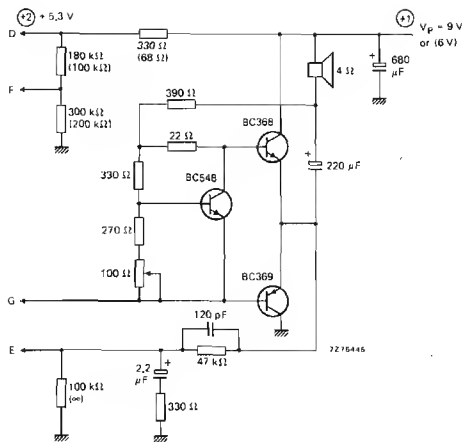 +2 + 5,3 V
+1 VP = 9 V
or (6 V)
D
330 Ω
(68 Ω)
180 kΩ
(100 kΩ)
4 Ω
+
680
μF
F
390 Ω
300 kΩ
(200 kΩ)
22 Ω
BC368
330 Ω
BC548
+
220 μF
270 Ω
100 Ω
BC369
G
120 pF
7276446
E
47 kΩ
2,2
μF
+
100 kΩ
(∞)
330 Ω